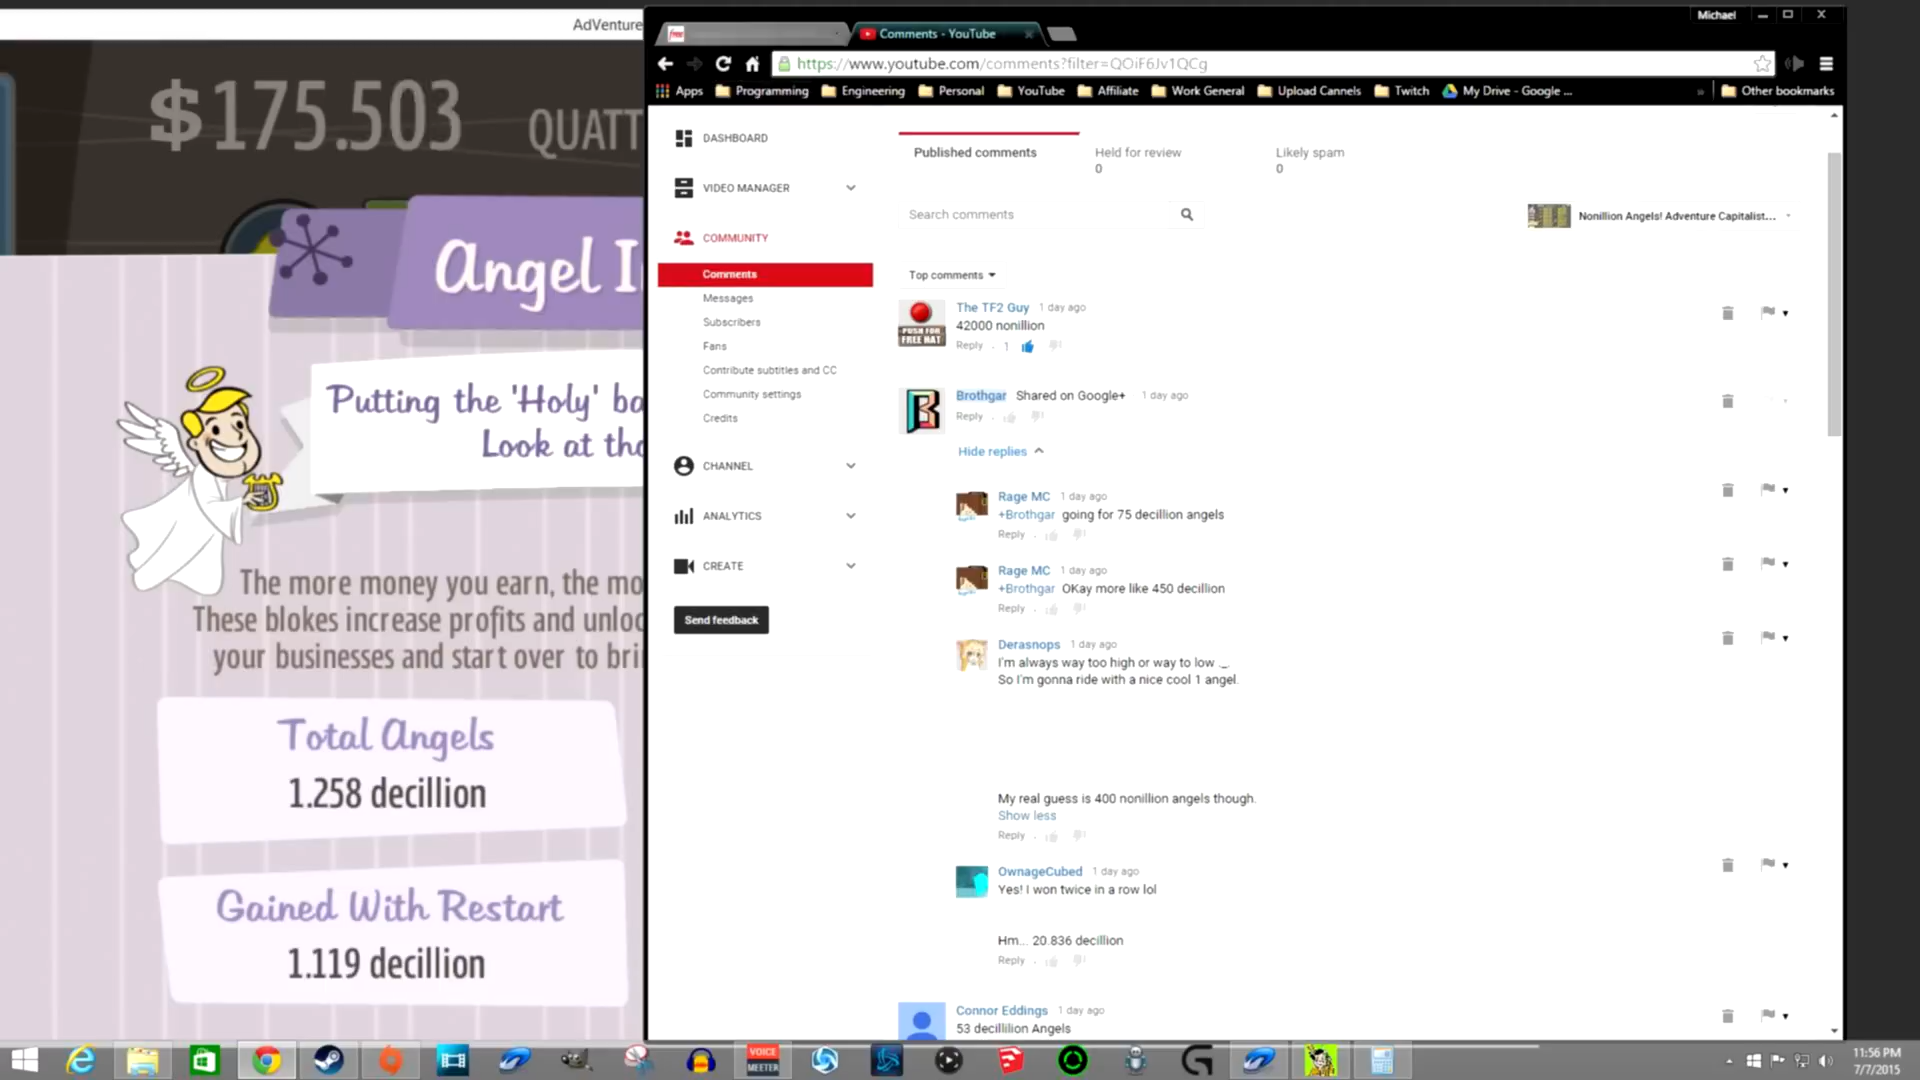 AdVenture
$175.503 QUATT
Angel I
Putting the 'Holy' ba
Look at tha
The more money you earn, the mo
These blokes increase profits and unloc
your businesses and start over to bri
Total Angels
1.258 decillion
Gained With Restart
1.119 decillion
Michael
free
Comments - YouTube
https://www.youtube.com/comments?filter=QOiF6Jv1QCg
Apps Programming Engineering Personal YouTube Affiliate Work General Upload Cannels Twitch My Drive - Google ... » Other bookmarks
DASHBOARD
VIDEO MANAGER
COMMUNITY
Comments
Messages
Subscribers
Fans
Contribute subtitles and CC
Community settings
Credits
CHANNEL
ANALYTICS
CREATE
Send feedback
Published comments
Held for review
0
Likely spam
0
Search comments
Nonillion Angels! Adventure Capitalist...
Top comments
PUSH FOR
FREE HAT
The TF2 Guy 1 day ago
42000 nonillion
Reply . 1
Brothgar Shared on Google+ 1 day ago
Reply .
Hide replies
Rage MC 1 day ago
+Brothgar going for 75 decillion angels
Reply .
Rage MC 1 day ago
+Brothgar OKay more like 450 decillion
Reply .
Derasnops 1 day ago
I'm always way too high or way to low ._.
So I'm gonna ride with a nice cool 1 angel.
My real guess is 400 nonillion angels though.
Show less
Reply .
OwnageCubed 1 day ago
Yes! I won twice in a row lol
Hm... 20.836 decillion
Reply .
Connor Eddings 1 day ago
53 decillilion Angels
VOICE
MEETER
11:56 PM
7/7/2015